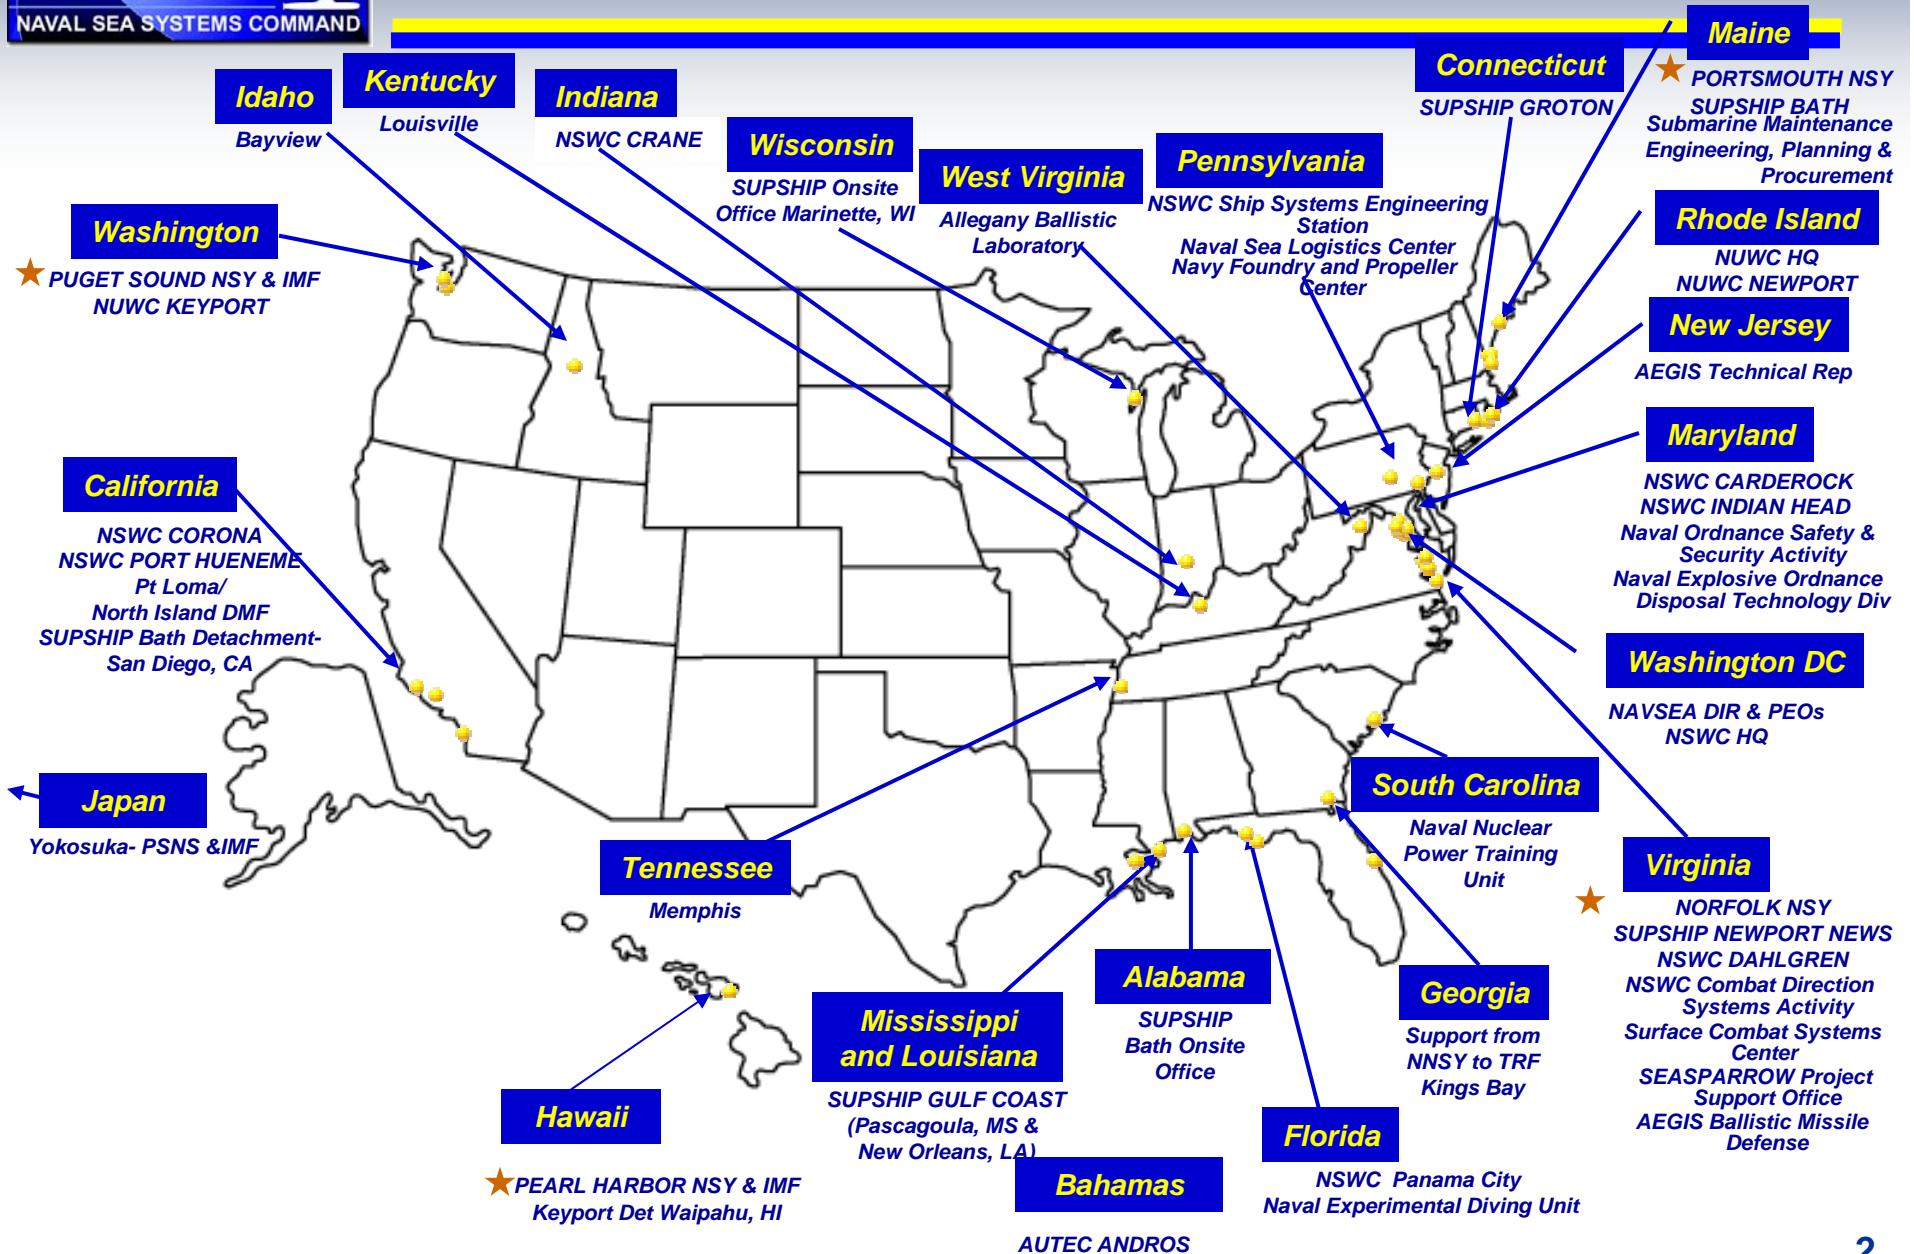 NAVAL SEA SYSTEMS COMMAND
Idaho
Bayview
Kentucky
Louisville
Indiana
NSWC CRANE
Wisconsin
SUPSHIP Onsite
Office Marinette, WI
West Virginia
Allegany Ballistic
Laboratory
Pennsylvania
NSWC Ship Systems Engineering
Station
Naval Sea Logistics Center
Navy Foundry and Propeller
Center
Connecticut
SUPSHIP GROTON
Maine
PORTSMOUTH NSY
SUPSHIP BATH
Submarine Maintenance
Engineering, Planning &
Procurement
Rhode Island
NUWC HQ
NUWC NEWPORT
New Jersey
AEGIS Technical Rep
Maryland
NSWC CARDEROCK
NSWC INDIAN HEAD
Naval Ordnance Safety &
Security Activity
Naval Explosive Ordnance
Disposal Technology Div
Washington DC
NAVSEA DIR & PEOs
NSWC HQ
Washington
PUGET SOUND NSY & IMF
NUWC KEYPORT
California
NSWC CORONA
NSWC PORT HUENEME
Pt Loma/
North Island DMF
SUPSHIP Bath Detachment-
San Diego, CA
Japan
Yokosuka- PSNS &IMF
Tennessee
Memphis
South Carolina
Naval Nuclear
Power Training
Unit
Virginia
NORFOLK NSY
SUPSHIP NEWPORT NEWS
NSWC DAHLGREN
NSWC Combat Direction
Systems Activity
Surface Combat Systems
Center
SEASPARROW Project
Support Office
AEGIS Ballistic Missile
Defense
Hawaii
PEARL HARBOR NSY & IMF
Keyport Det Waipahu, HI
Mississippi
and Louisiana
SUPSHIP GULF COAST
(Pascagoula, MS &
New Orleans, LA)
Alabama
SUPSHIP
Bath Onsite
Office
Georgia
Support from
NNSY to TRF
Kings Bay
Florida
NSWC Panama City
Naval Experimental Diving Unit
Bahamas
AUTEC ANDROS
2